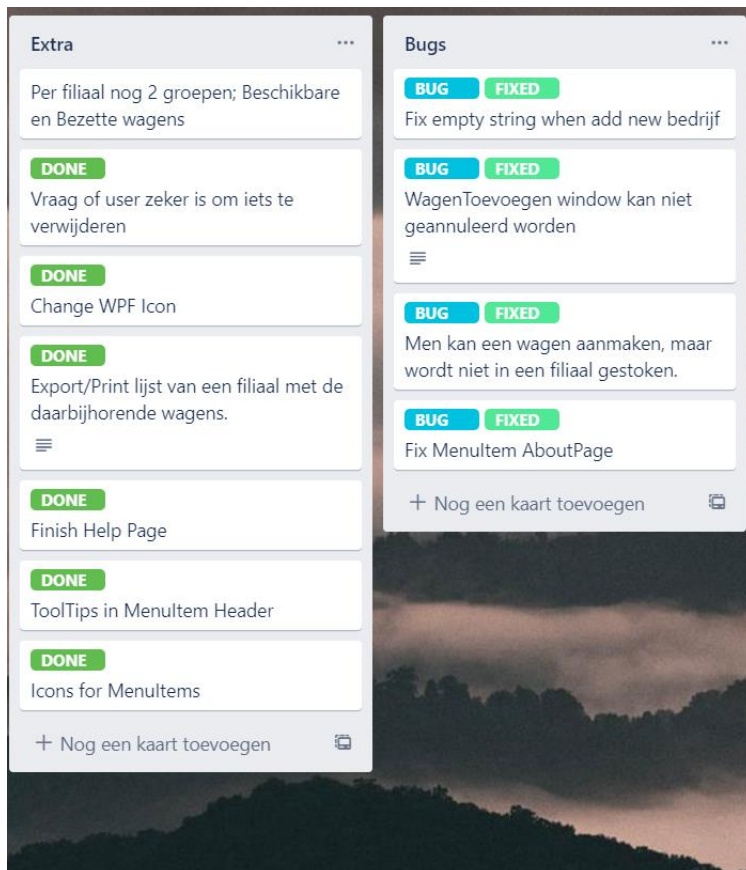 Extra
Per filiaal nog 2 groepen; Beschikbare
en Bezette wagens
DONE
Vraag of user zeker is om iets te
verwijderen
DONE
Change WPF Icon
DONE
Export/Print lijst van een filiaal met de
daarbijhorende wagens.
DONE
Finish Help Page
DONE
ToolTips in MenuItem Header
DONE
Icons for MenuItems
+ Nog een kaart toevoegen
Bugs
BUG FIXED
Fix empty string when add new bedrijf
BUG FIXED
WagenToevoegen window kan niet
geannuleerd worden
BUG FIXED
Men kan een wagen aanmaken, maar
wordt niet in een filiaal gestoken.
BUG FIXED
Fix MenuItem AboutPage
+ Nog een kaart toevoegen